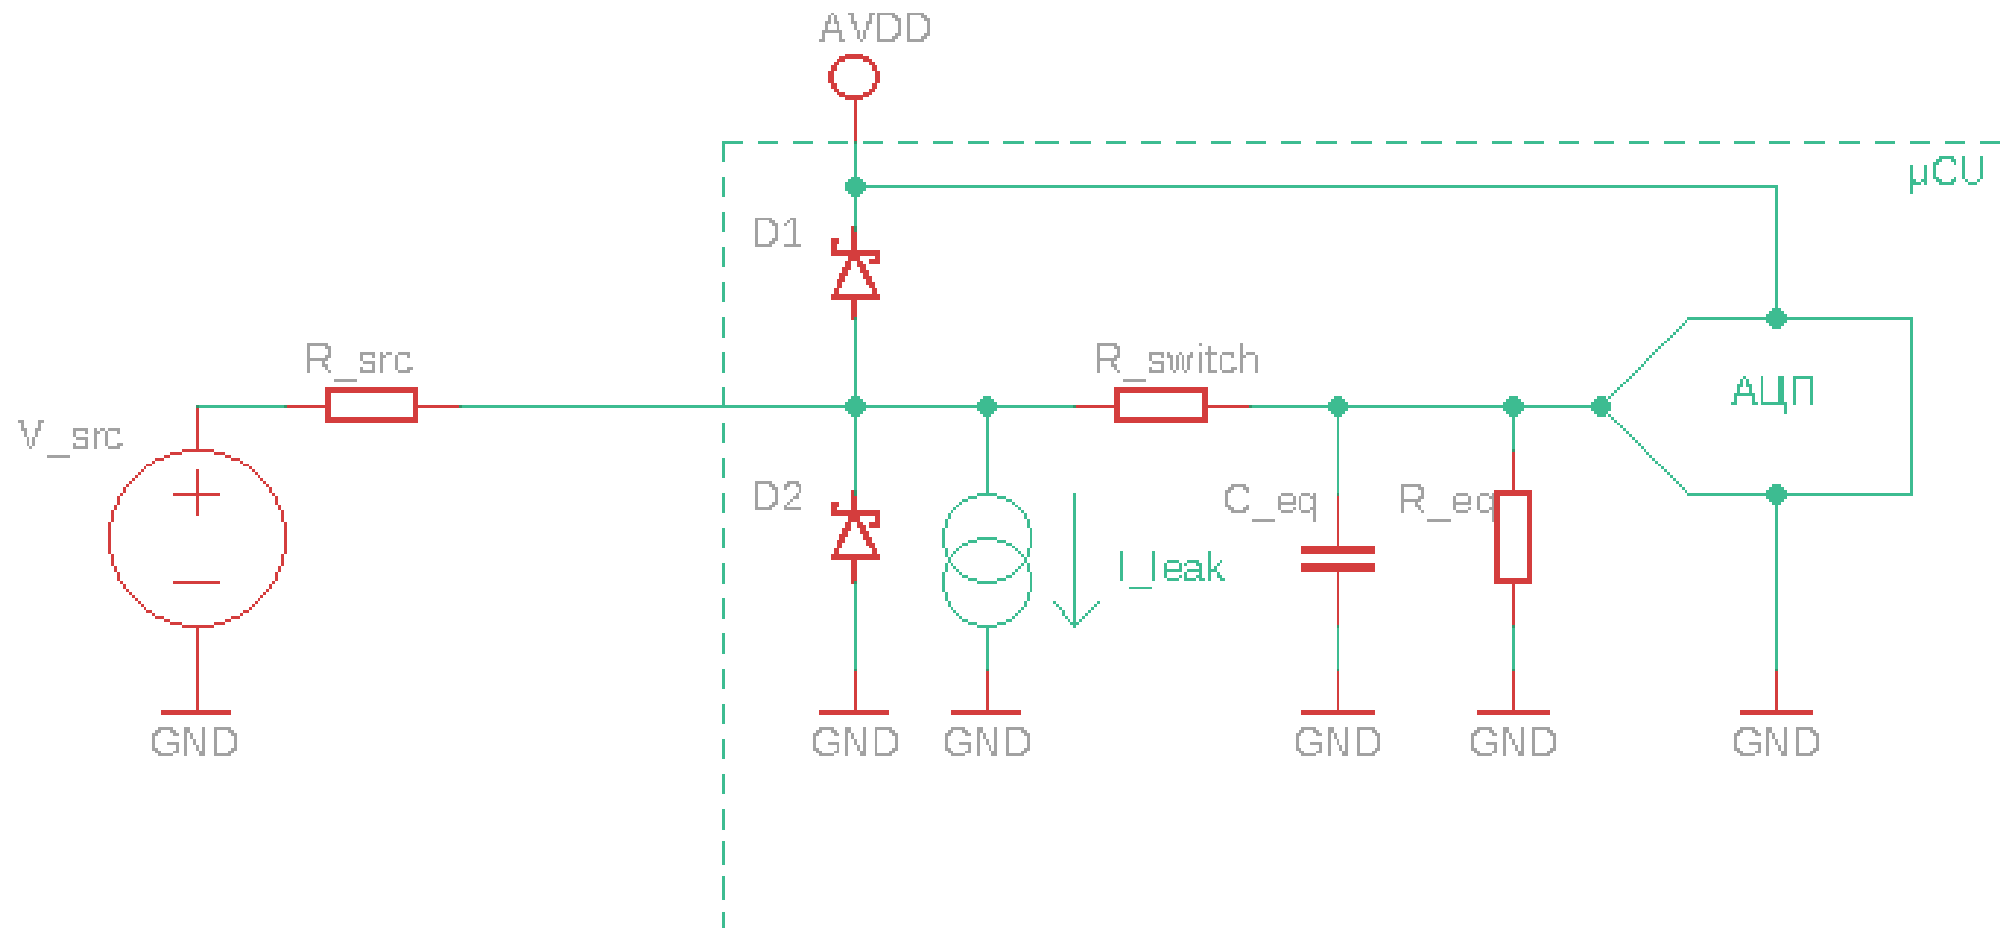 AVDD
µCU
D1
R_src
R_switch
АЦП
V_src
D2
C_eq
R_eq
I_leak
GND
GND
GND
GND
GND
GND